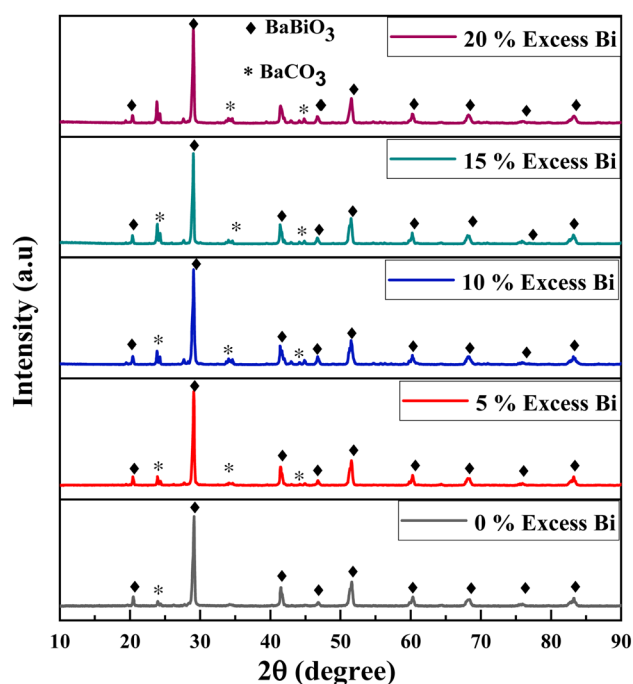 ♦ BaBiO3
* BaCO3
20 % Excess Bi
15 % Excess Bi
10 % Excess Bi
5 % Excess Bi
0 % Excess Bi
Intensity (a.u)
10 20 30 40 50 60 70 80 90
2θ (degree)